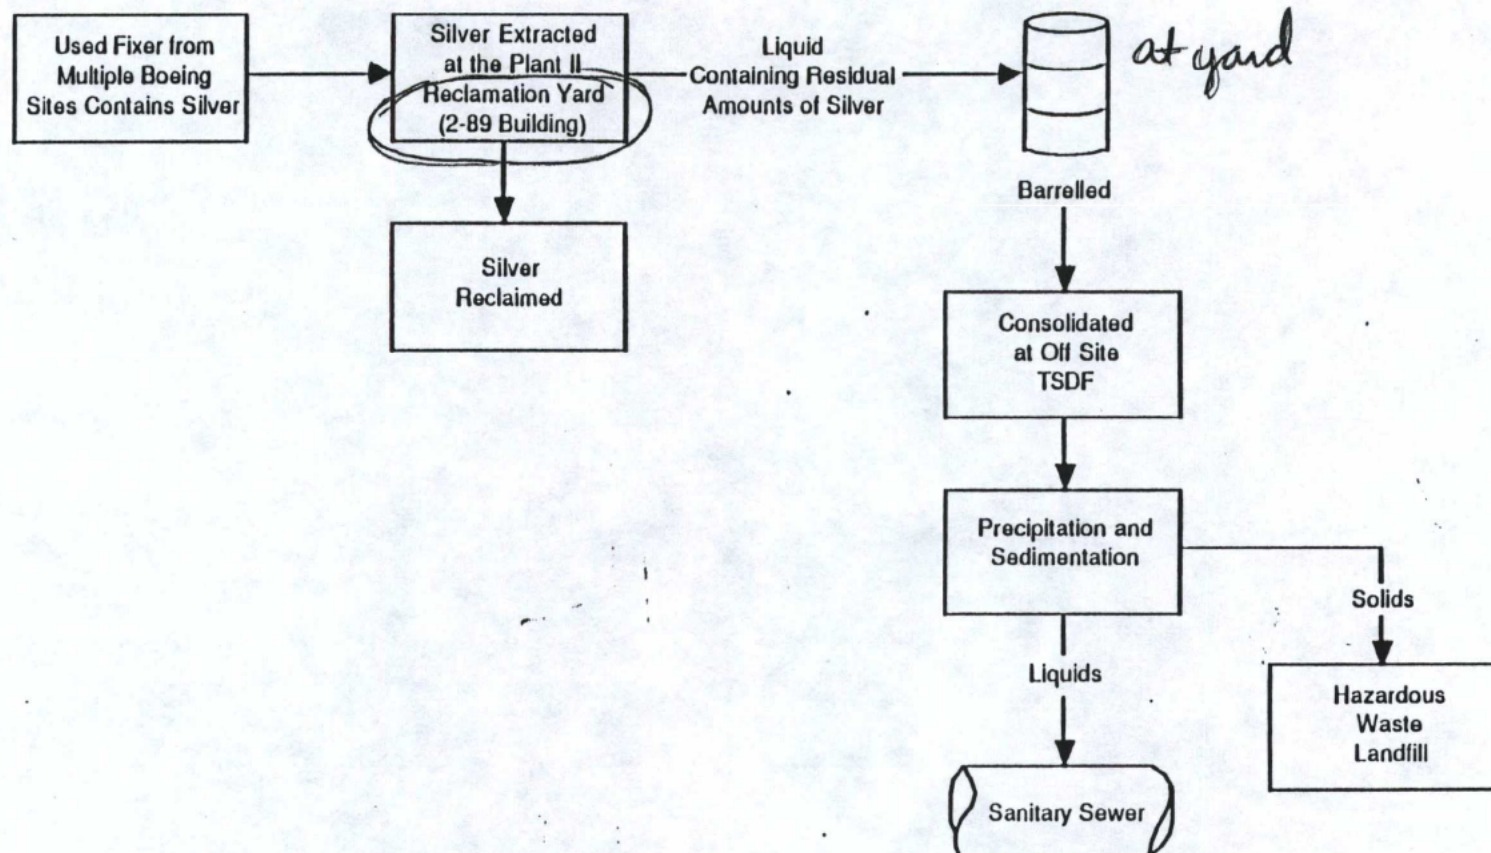 Used Fixer from
Multiple Boeing
Sites Contains Silver
Silver Extracted
at the Plant II
Reclamation Yard
(2-89 Building)
Liquid
Containing Residual
Amounts of Silver
at yard
Barrelled
Silver
Reclaimed
Consolidated
at Off Site
TSDF
Precipitation and
Sedimentation
Solids
Liquids
Hazardous
Waste
Landfill
Sanitary Sewer